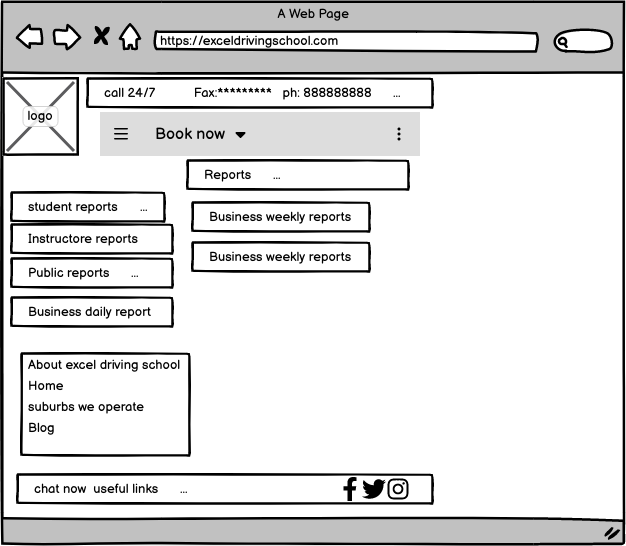 A Web Page
https://exceldrivingschool.com
logo
call 24/7 Fax:********* ph: 888888888 ...
Book now
Reports ...
student reports ...
Instructore reports
Public reports ...
Business daily report
Business weekly reports
Business weekly reports
About excel driving school
Home
suburbs we operate
Blog
chat now useful links ...